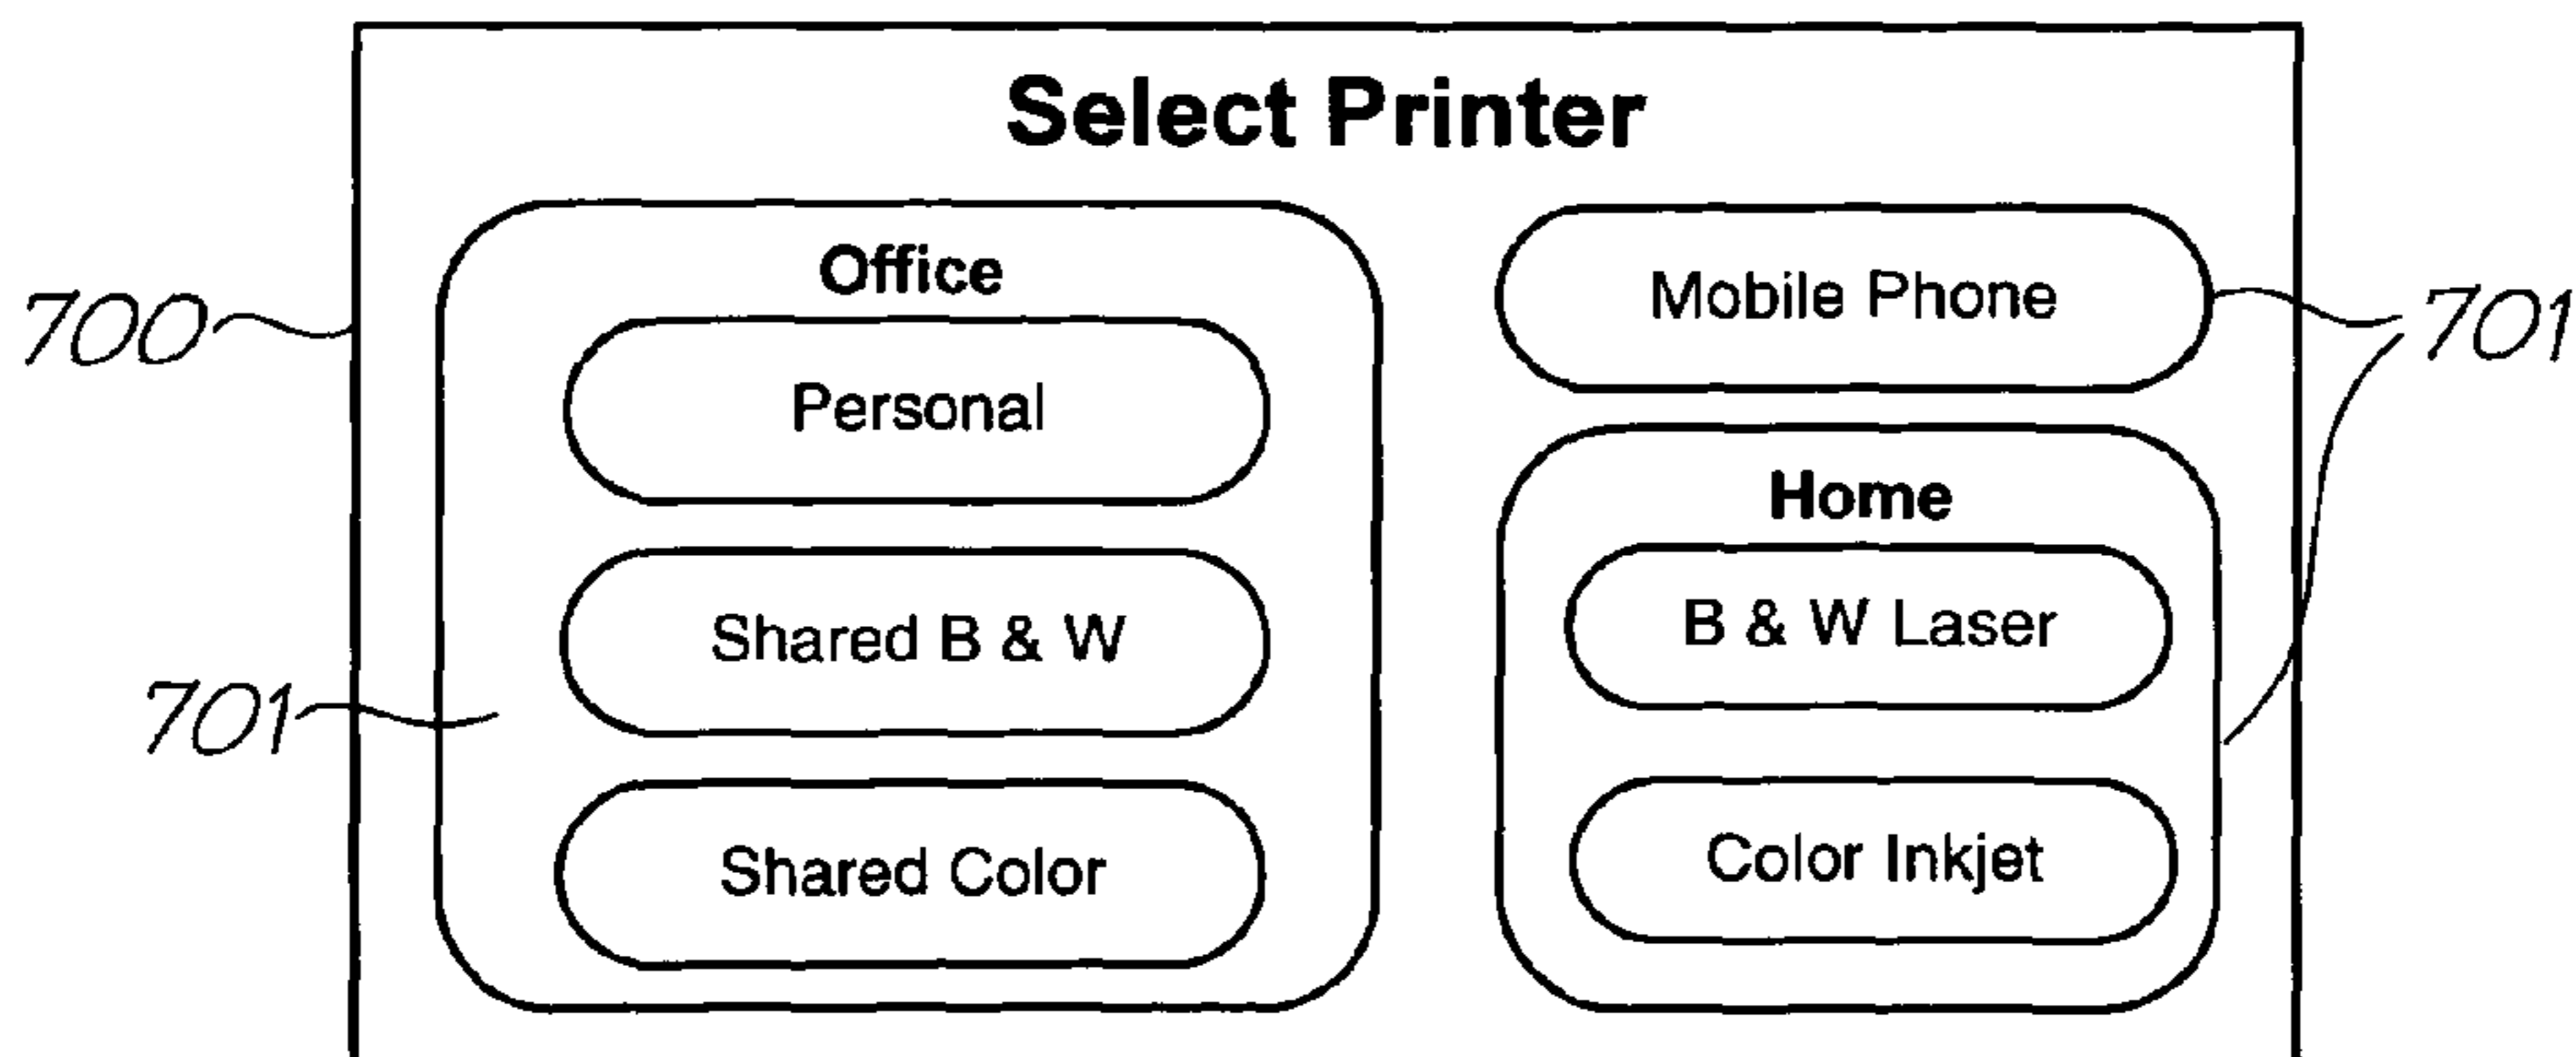 Select Printer
Office
Personal
Shared B & W
Shared Color
Mobile Phone
Home
B & W Laser
Color Inkjet
700
701
701